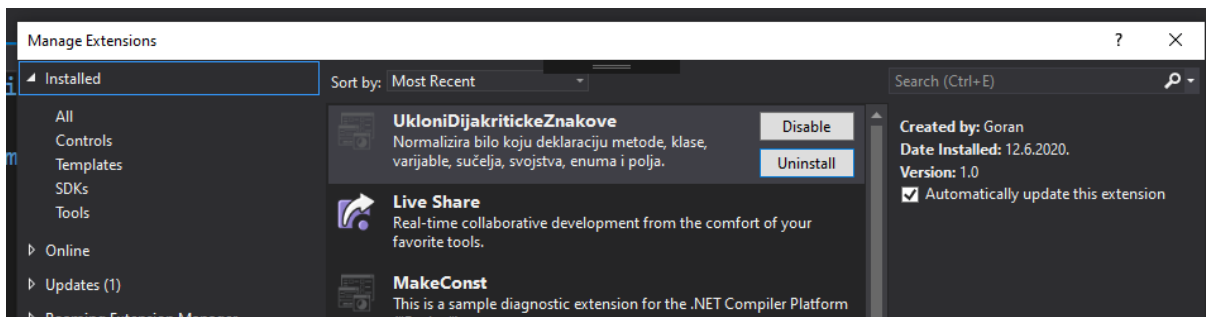 Manage Extensions
?
Installed
Sort by: Most Recent
Search (Ctrl+E)
All
Controls
Templates
SDKs
Tools
Online
Updates (1)
Roaming Extension Manager
UkloniDijakritickeZnakove
Normalizira bilo koju deklaraciju metode, klase,
varijable, sučelja, svojstva, enuma i polja.
Disable
Uninstall
Live Share
Real-time collaborative development from the comfort of your
favorite tools.
MakeConst
This is a sample diagnostic extension for the .NET Compiler Platform
Created by: Goran
Date Installed: 12.6.2020.
Version: 1.0
Automatically update this extension